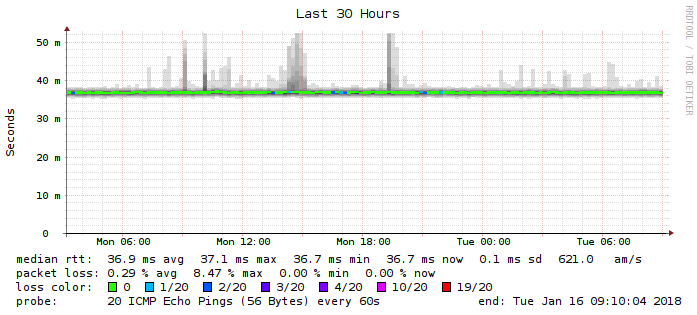 Last 30 Hours
RRDTOOL / TOBI OETIKER
Seconds
50 m
40 m
30 m
20 m
10 m
0
Mon 06:00 Mon 12:00 Mon 18:00 Tue 00:00 Tue 06:00
median rtt: 36.9 ms avg 37.1 ms max 36.7 ms min 36.7 ms now 0.1 ms sd 621.0 am/s
packet loss: 0.29 % avg 8.47 % max 0.00 % min 0.00 % now
loss color: 0 1/20 2/20 3/20 4/20 10/20 19/20
probe: 20 ICMP Echo Pings (56 Bytes) every 60s end: Tue Jan 16 09:10:04 2018